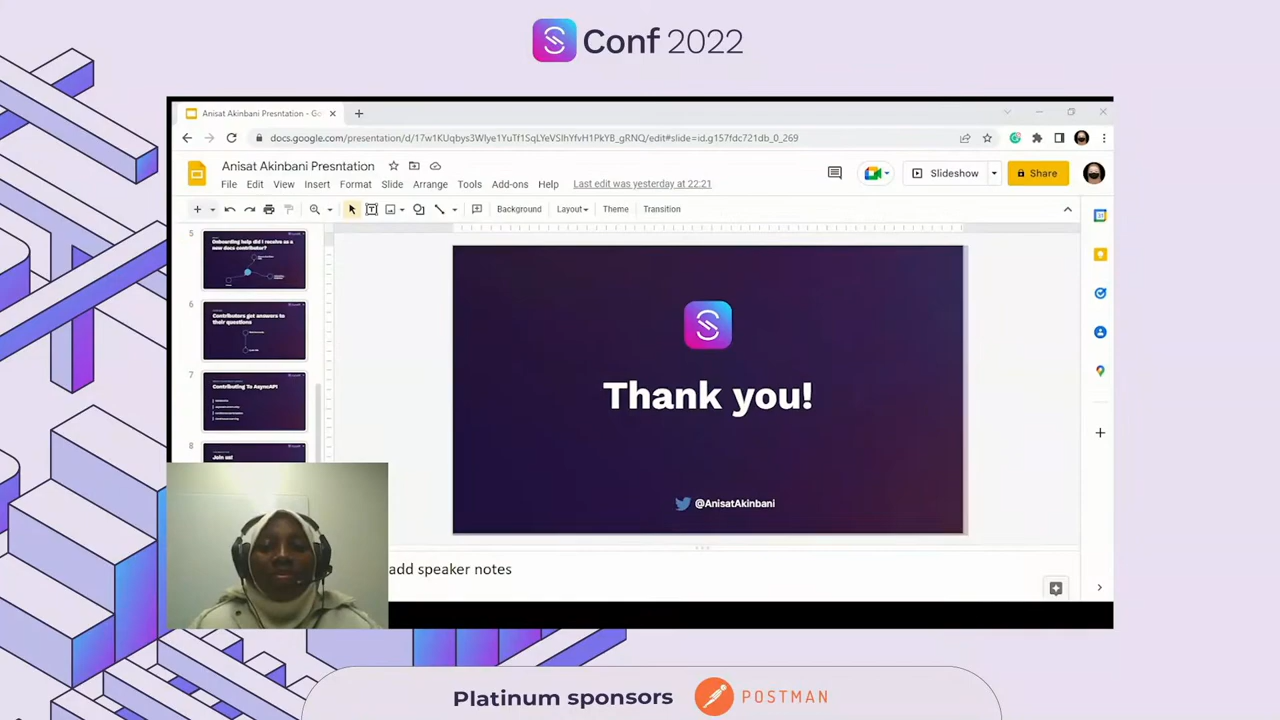 Conf 2022
Anisat Akinbani Presntation - Go
docs.google.com/presentation/d/17w1KUqbys3Wlye1YuTf1SqLYeVSIhYfvH1PkYB_gRNQ/edit#slide=id.g157fdc721db_0_269
Anisat Akinbani Presntation
File Edit View Insert Format Slide Arrange Tools Add-ons Help Last edit was yesterday at 22:21
Slideshow
Share
Background Layout Theme Transition
5
Onboarding help did I receive as a
new docs contributor?
6
Contributors got answers to
their questions
7
Contributing To AsyncAPI
8
Join us!
Thank you!
@AnisatAkinbani
add speaker notes
Platinum sponsors POSTMAN